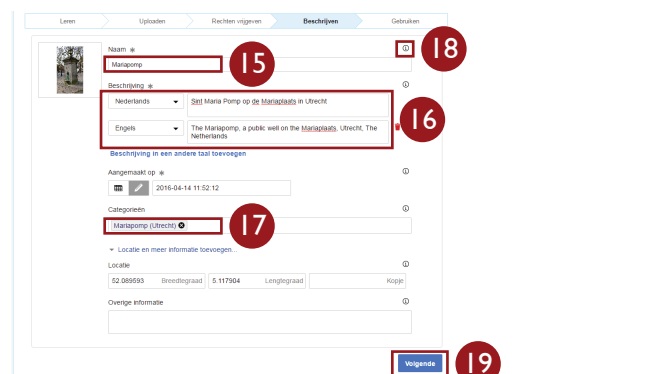 Leren Uploaden Rechten vrijgeven Beschrijven Gebruiken
Naam * 18
Mariapomp 15
Beschrijving *
Nederlands Sint Maria Pomp op de Mariaplaats in Utrecht
16
Engels The Mariapomp, a public well on the Mariaplaats, Utrecht, The
Netherlands
Beschrijving in een andere taal toevoegen
Aangemaakt op *
2016-04-14 11:52:12
Categorieën
Mariapomp (Utrecht) 17
Locatie en meer informatie toevoegen...
Locatie
52.089593 Breedtegraad 5.117904 Lengtegraad Kopje
Overige informatie
Volgende 19